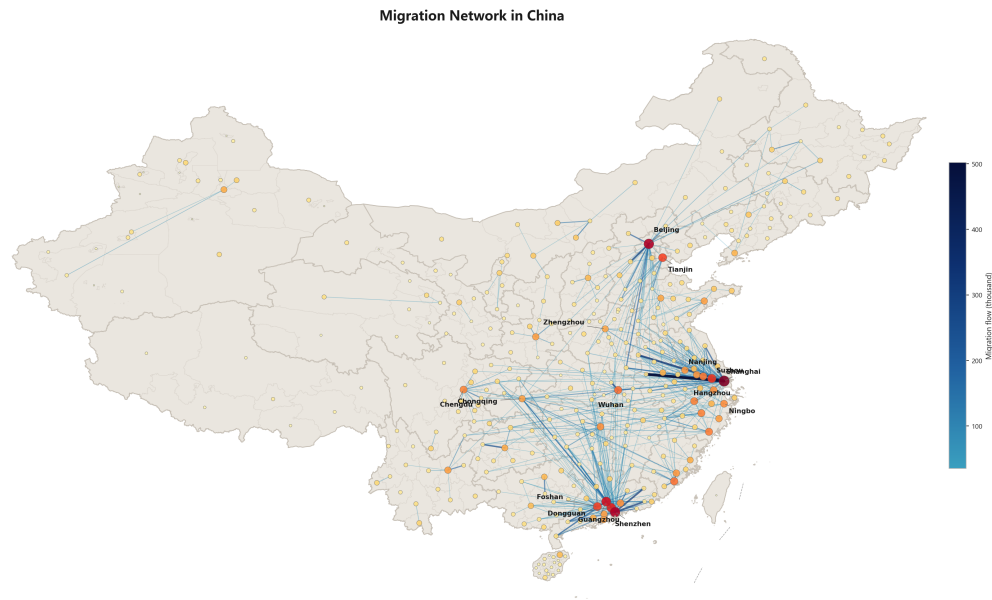 Migration Network in China
Beijing
Tianjin
Zhengzhou
Nanjing
Suzhou
Shanghai
Hangzhou
Chengdu
Chongqing
Wuhan
Ningbo
Foshan
Dongguan
Guangzhou
Shenzhen
500
400
300
200
100
Migration flow (thousand)